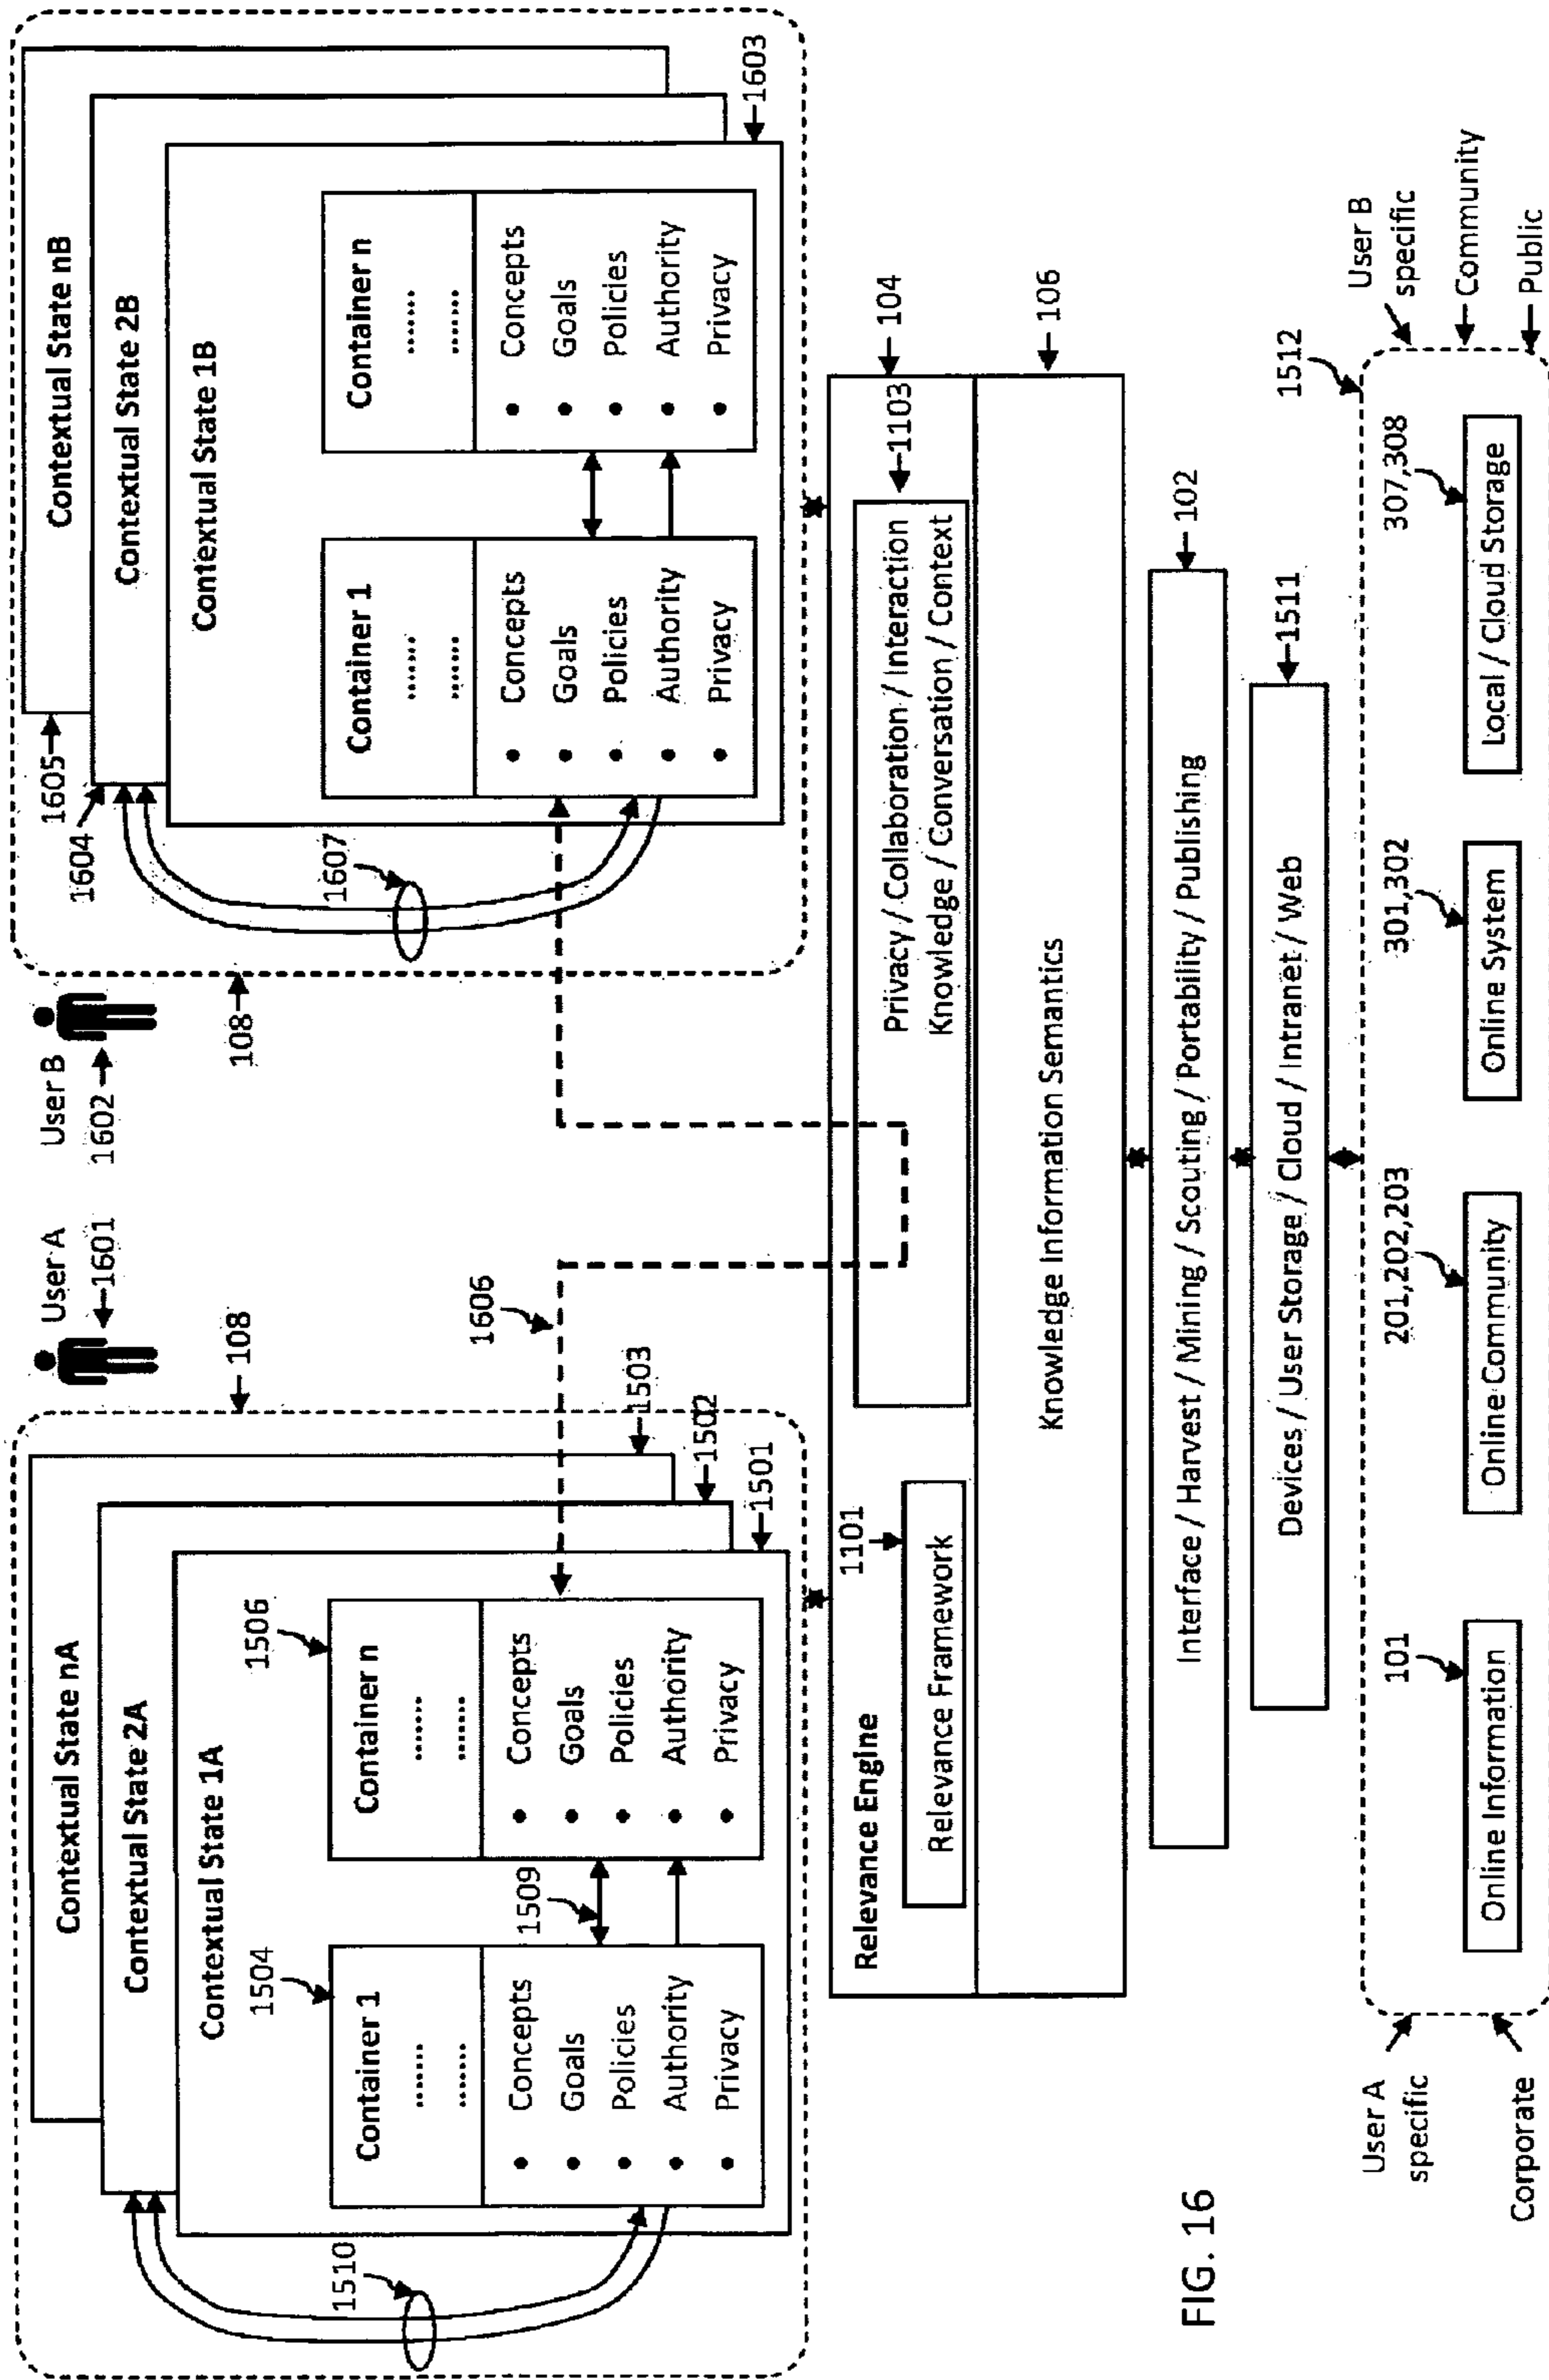 User A
1601
User B
1602
108
Contextual State nA
Contextual State 2A
Contextual State 1A
1503
1502
1501
1504
Container 1
.......
.......
• Concepts
• Goals
• Policies
• Authority
• Privacy
1509
1506
Container n
.......
.......
• Concepts
• Goals
• Policies
• Authority
• Privacy
1510
1606
108
Contextual State nB
Contextual State 2B
Contextual State 1B
1605
1604
1603
Container 1
.......
.......
• Concepts
• Goals
• Policies
• Authority
• Privacy
Container n
.......
.......
• Concepts
• Goals
• Policies
• Authority
• Privacy
1607
Relevance Engine
1101
Relevance Framework
Privacy / Collaboration / Interaction
Knowledge / Conversation / Context
1103
104
Knowledge Information Semantics
106
Interface / Harvest / Mining / Scouting / Portability / Publishing
102
Devices / User Storage / Cloud / Intranet / Web
1511
1512
User A
specific
Corporate
101
Online Information
201,202,203
Online Community
301,302
Online System
307,308
Local / Cloud Storage
User B
specific
Community
Public
FIG. 16